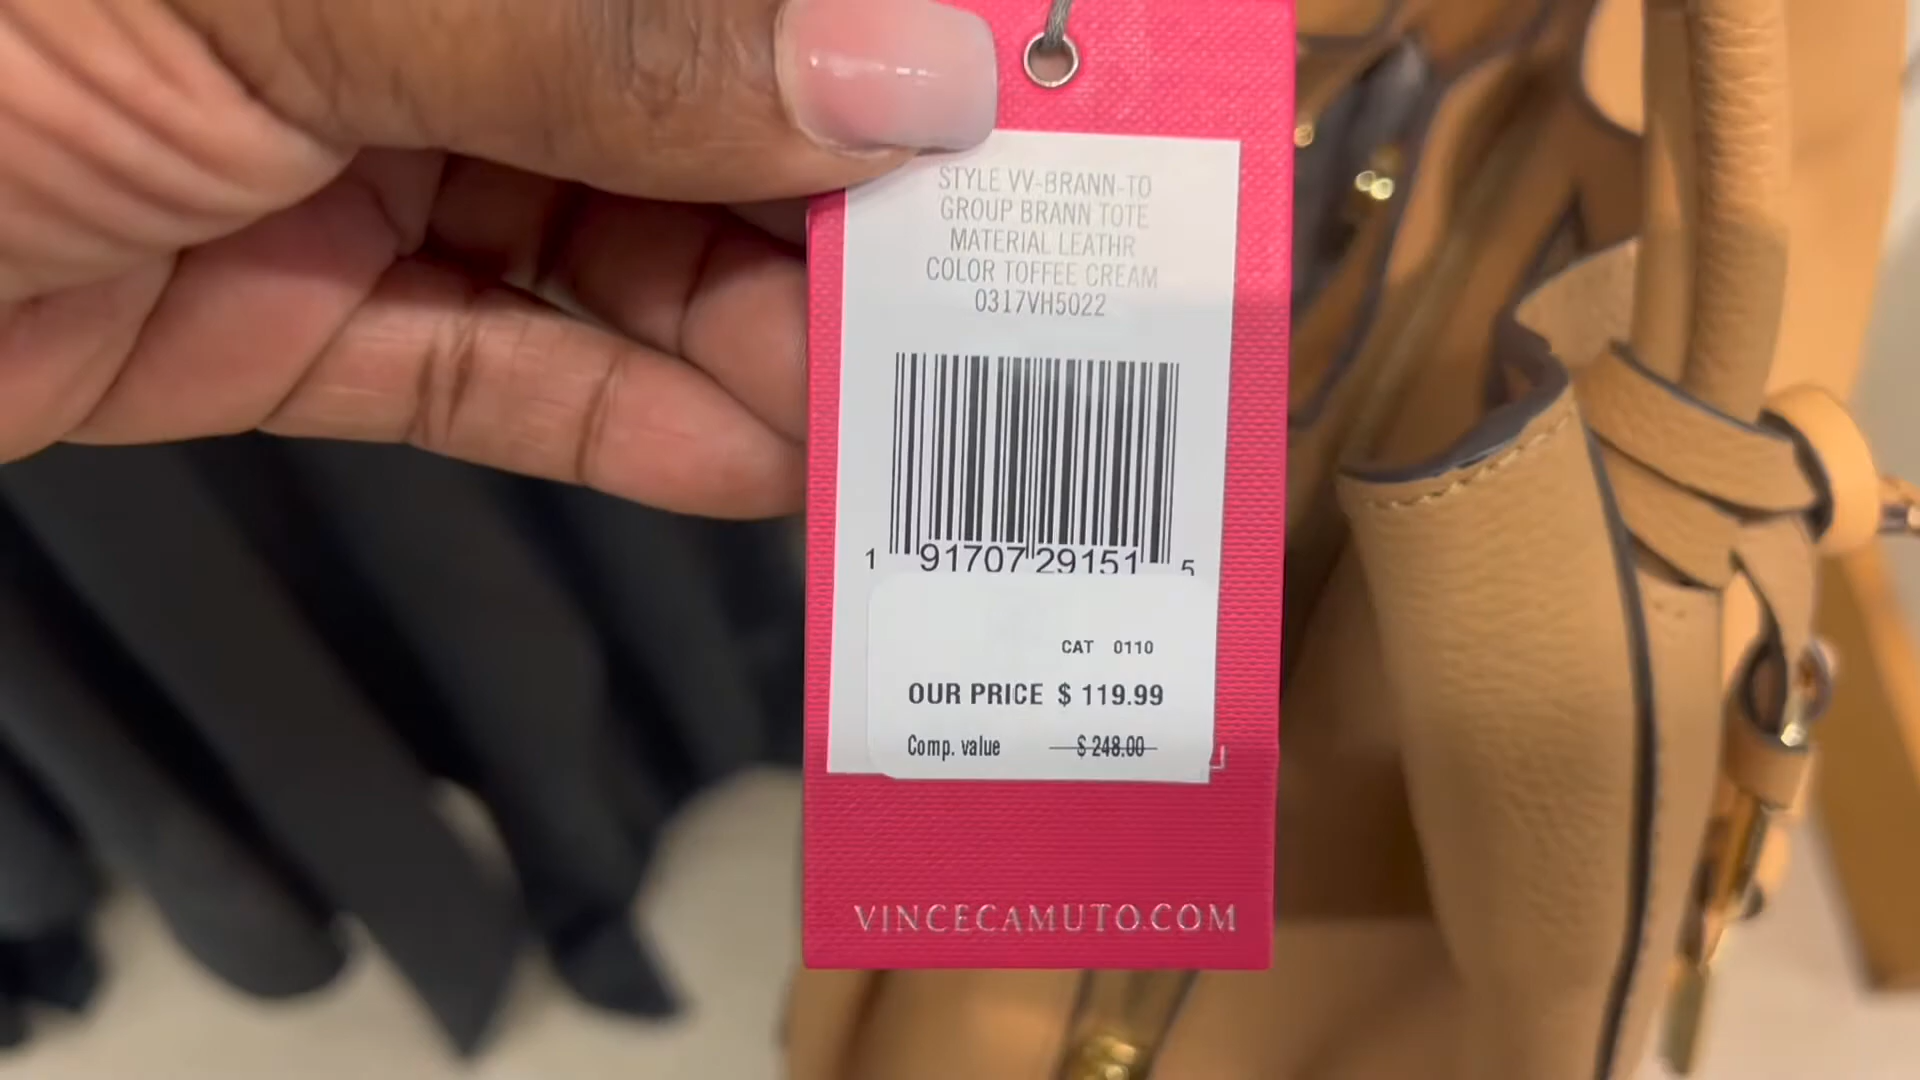 STYLE VV-BRANN-TO
GROUP BRANN TOTE
MATERIAL LEATHR
COLOR TOFFEE CREAM
0317VH5022
1 91707 29151 5
CAT 0110
OUR PRICE $ 119.99
Comp. value $ 248.00
VINCECAMUTO.COM